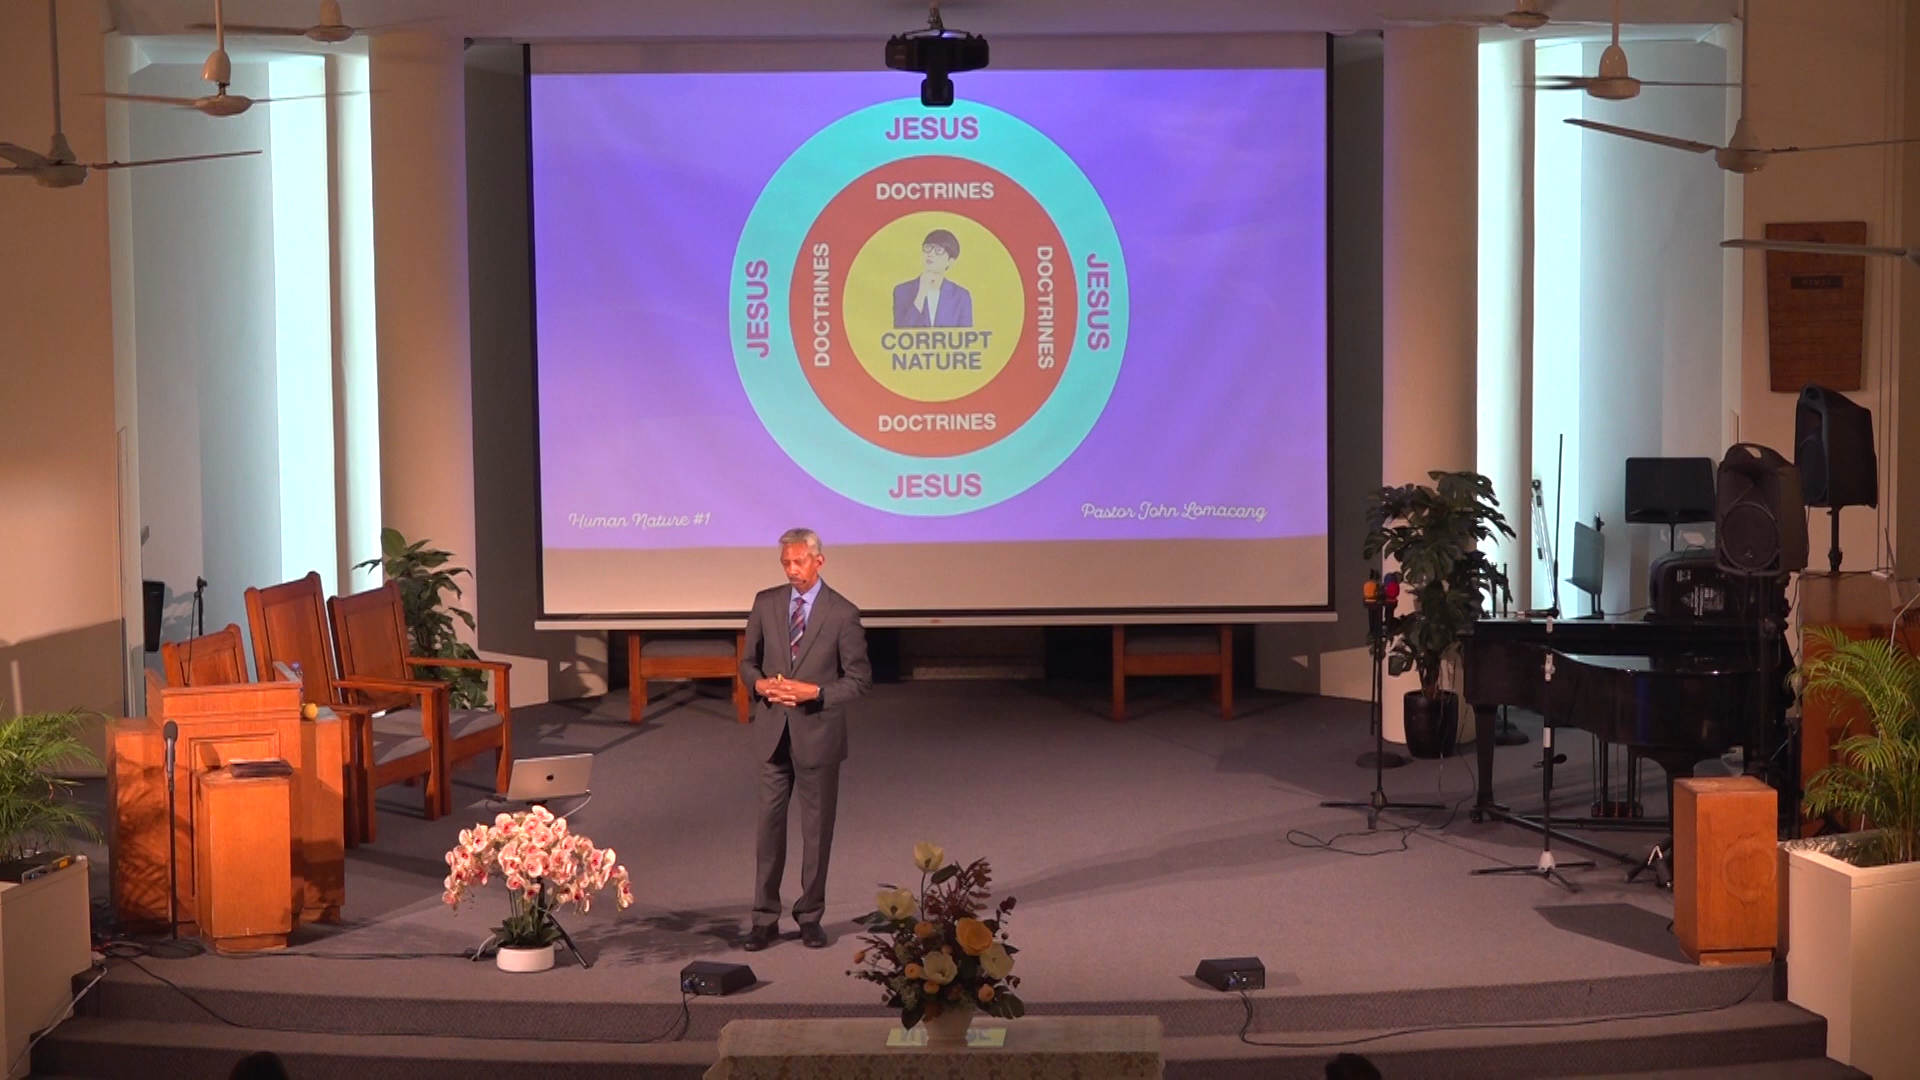 JESUS
DOCTRINES
JESUS
DOCTRINES
DOCTRINES
JESUS
CORRUPT
NATURE
DOCTRINES
JESUS
Human Nature #1
Pastor John Lomacang